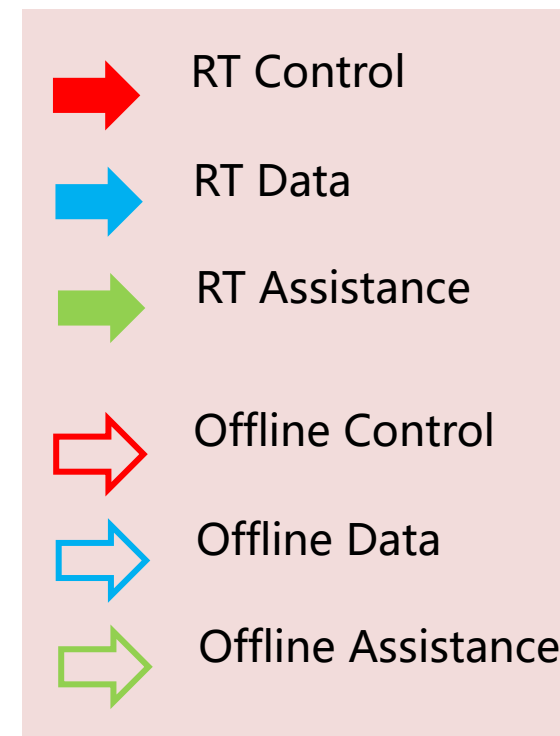 RT Control
RT Data
RT Assistance
Offline Control
Offline Data
Offline Assistance